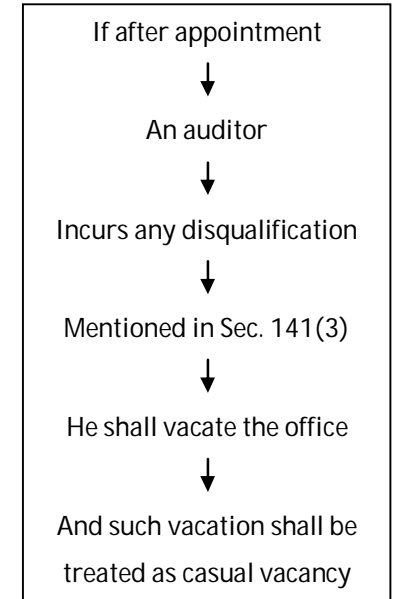 If after appointment
An auditor
Incurs any disqualification
Mentioned in Sec. 141(3)
He shall vacate the office
And such vacation shall be
treated as casual vacancy